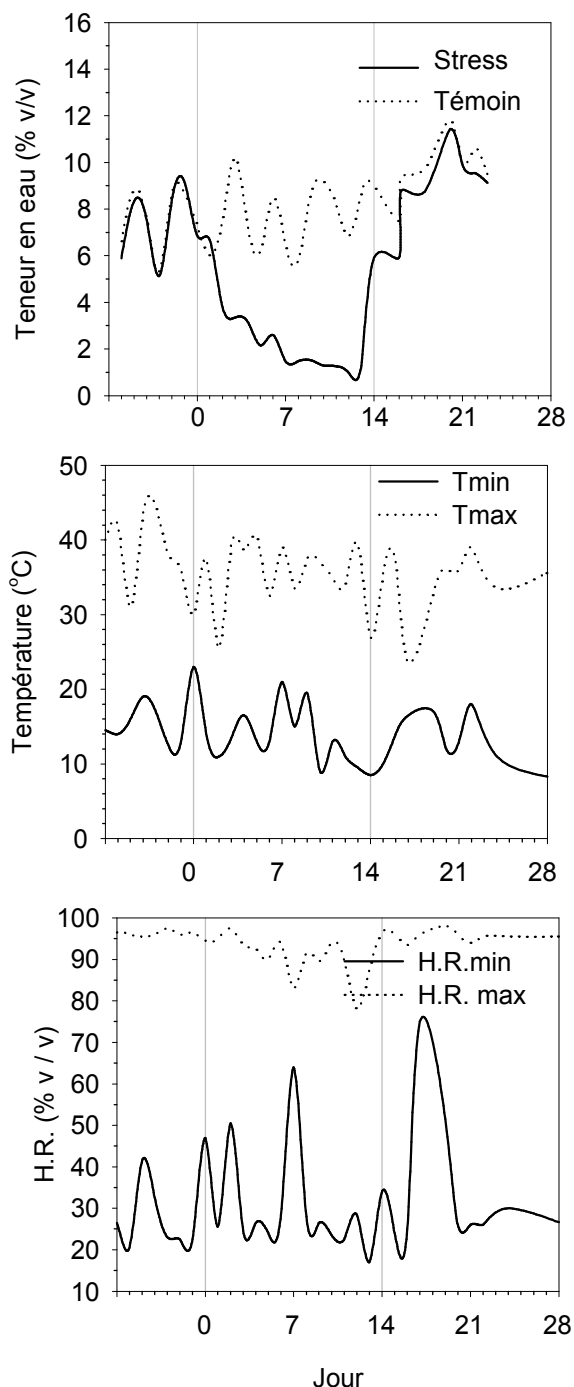 16
14
12
10
8
6
4
2
0
Teneur en eau (% v/v)
Stress
Témoin
0 7 14 21 28
50
40
30
20
10
0
Température (°C)
Tmin
Tmax
0 7 14 21 28
100
90
80
70
60
50
40
30
20
10
H.R. (% v / v)
H.R.min
H.R. max
0 7 14 21 28
Jour